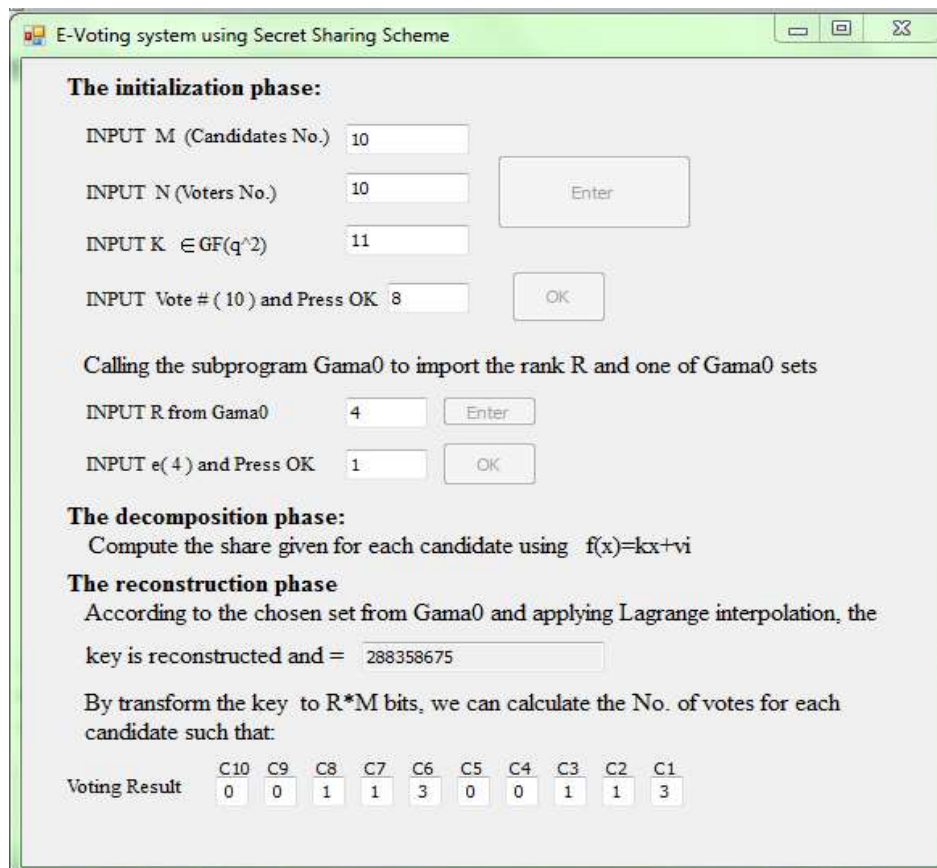 E-Voting system using Secret Sharing Scheme
The initialization phase:
INPUT M (Candidates No.) 10
INPUT N (Voters No.) 10
Enter
INPUT K ∈GF(q^2) 11
INPUT Vote # ( 10 ) and Press OK 8 OK
Calling the subprogram Gama0 to import the rank R and one of Gama0 sets
INPUT R from Gama0 4 Enter
INPUT e( 4 ) and Press OK 1 OK
The decomposition phase:
Compute the share given for each candidate using f(x)=kx+vi
The reconstruction phase
According to the chosen set from Gama0 and applying Lagrange interpolation, the
key is reconstructed and = 288358675
By transform the key to R*M bits, we can calculate the No. of votes for each
candidate such that:
C10 C9 C8 C7 C6 C5 C4 C3 C2 C1
Voting Result 0 0 1 1 3 0 0 1 1 3